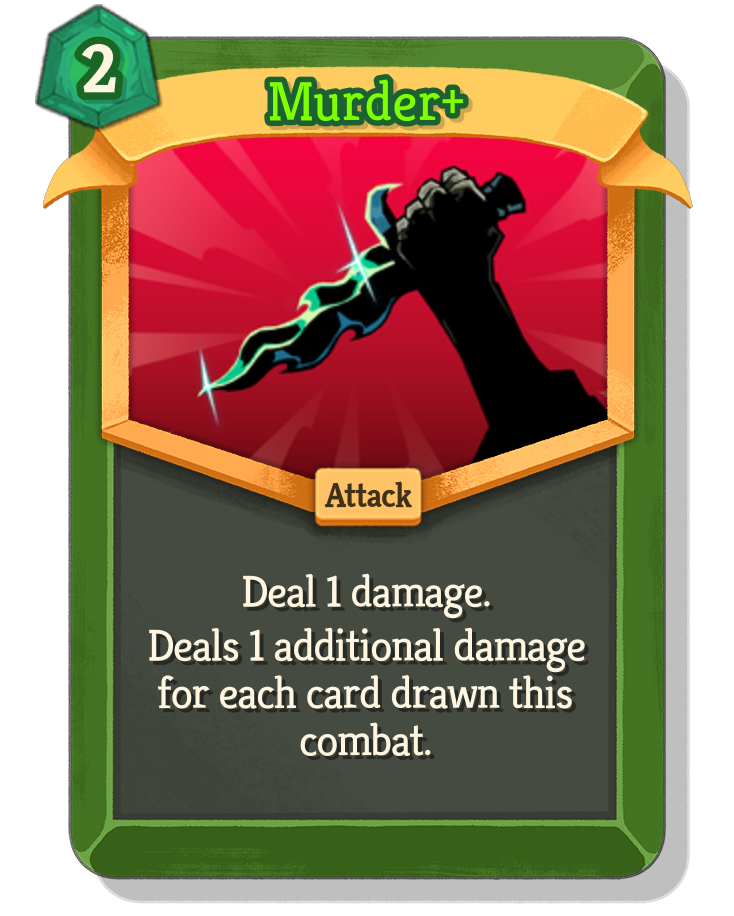 2
Murder+
Attack
Deal 1 damage.
Deals 1 additional damage
for each card drawn this
combat.